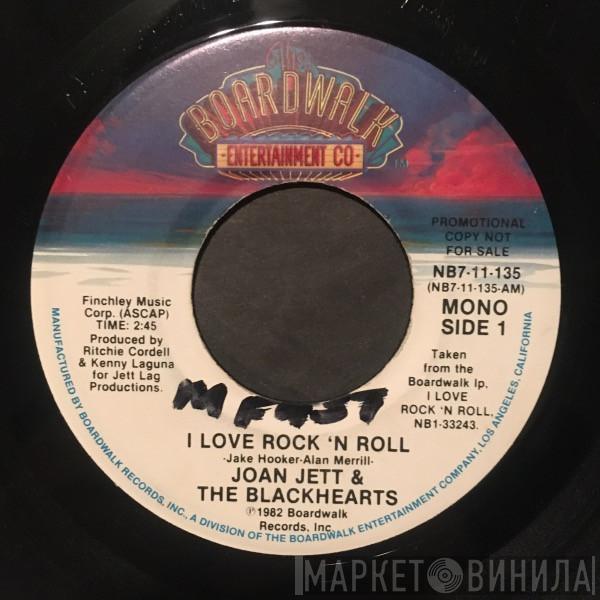 THE
BOARDWALK
ENTERTAINMENT CO
TM
PROMOTIONAL
COPY NOT
FOR SALE
NB7-11-135
(NB7-11-135-AM)
MONO
SIDE 1
Finchley Music
Corp. (ASCAP)
TIME: 2:45
Produced by
Ritchie Cordell
& Kenny Laguna
for Jett Lag
Productions.
Taken
from the
Boardwalk lp,
I LOVE
ROCK 'N ROLL,
NB1-33243.
I LOVE ROCK 'N ROLL
-Jake Hooker-Alan Merrill-
JOAN JETT &
THE BLACKHEARTS
℗1982 Boardwalk
Records, Inc.
MANUFACTURED BY BOARDWALK RECORDS, INC., A DIVISION OF THE BOARDWALK ENTERTAINMENT COMPANY, LOS ANGELES, CALIFORNIA
МАРКЕТ ВИНИЛА